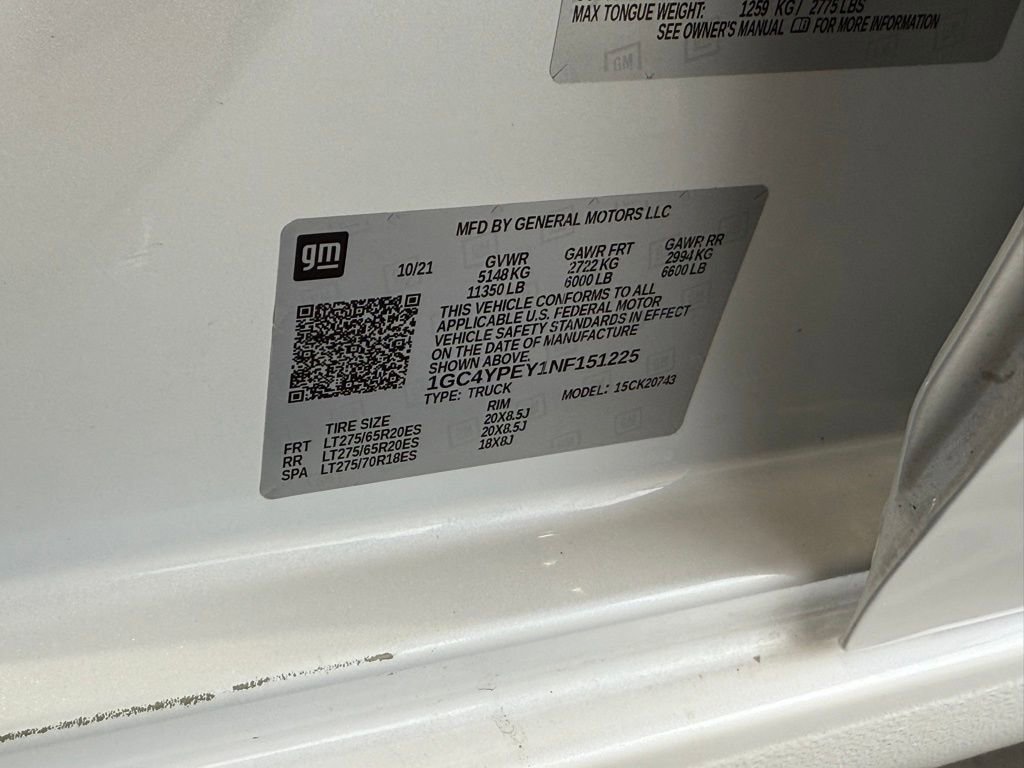 MAX TONGUE WEIGHT: 1259 KG / 2775 LBS
SEE OWNER'S MANUAL FOR MORE INFORMATION
GM
gm
MFD BY GENERAL MOTORS LLC
10/21 GVWR GAWR FRT GAWR RR
5148 KG 2722 KG 2994 KG
11350 LB 6000 LB 6600 LB
THIS VEHICLE CONFORMS TO ALL
APPLICABLE U.S. FEDERAL MOTOR
VEHICLE SAFETY STANDARDS IN EFFECT
ON THE DATE OF MANUFACTURE
SHOWN ABOVE.
1GC4YPEY1NF151225
TYPE: TRUCK MODEL: 15CK20743
TIRE SIZE RIM
FRT LT275/65R20ES 20X8.5J
RR LT275/65R20ES 20X8.5J
SPA LT275/70R18ES 18X8J